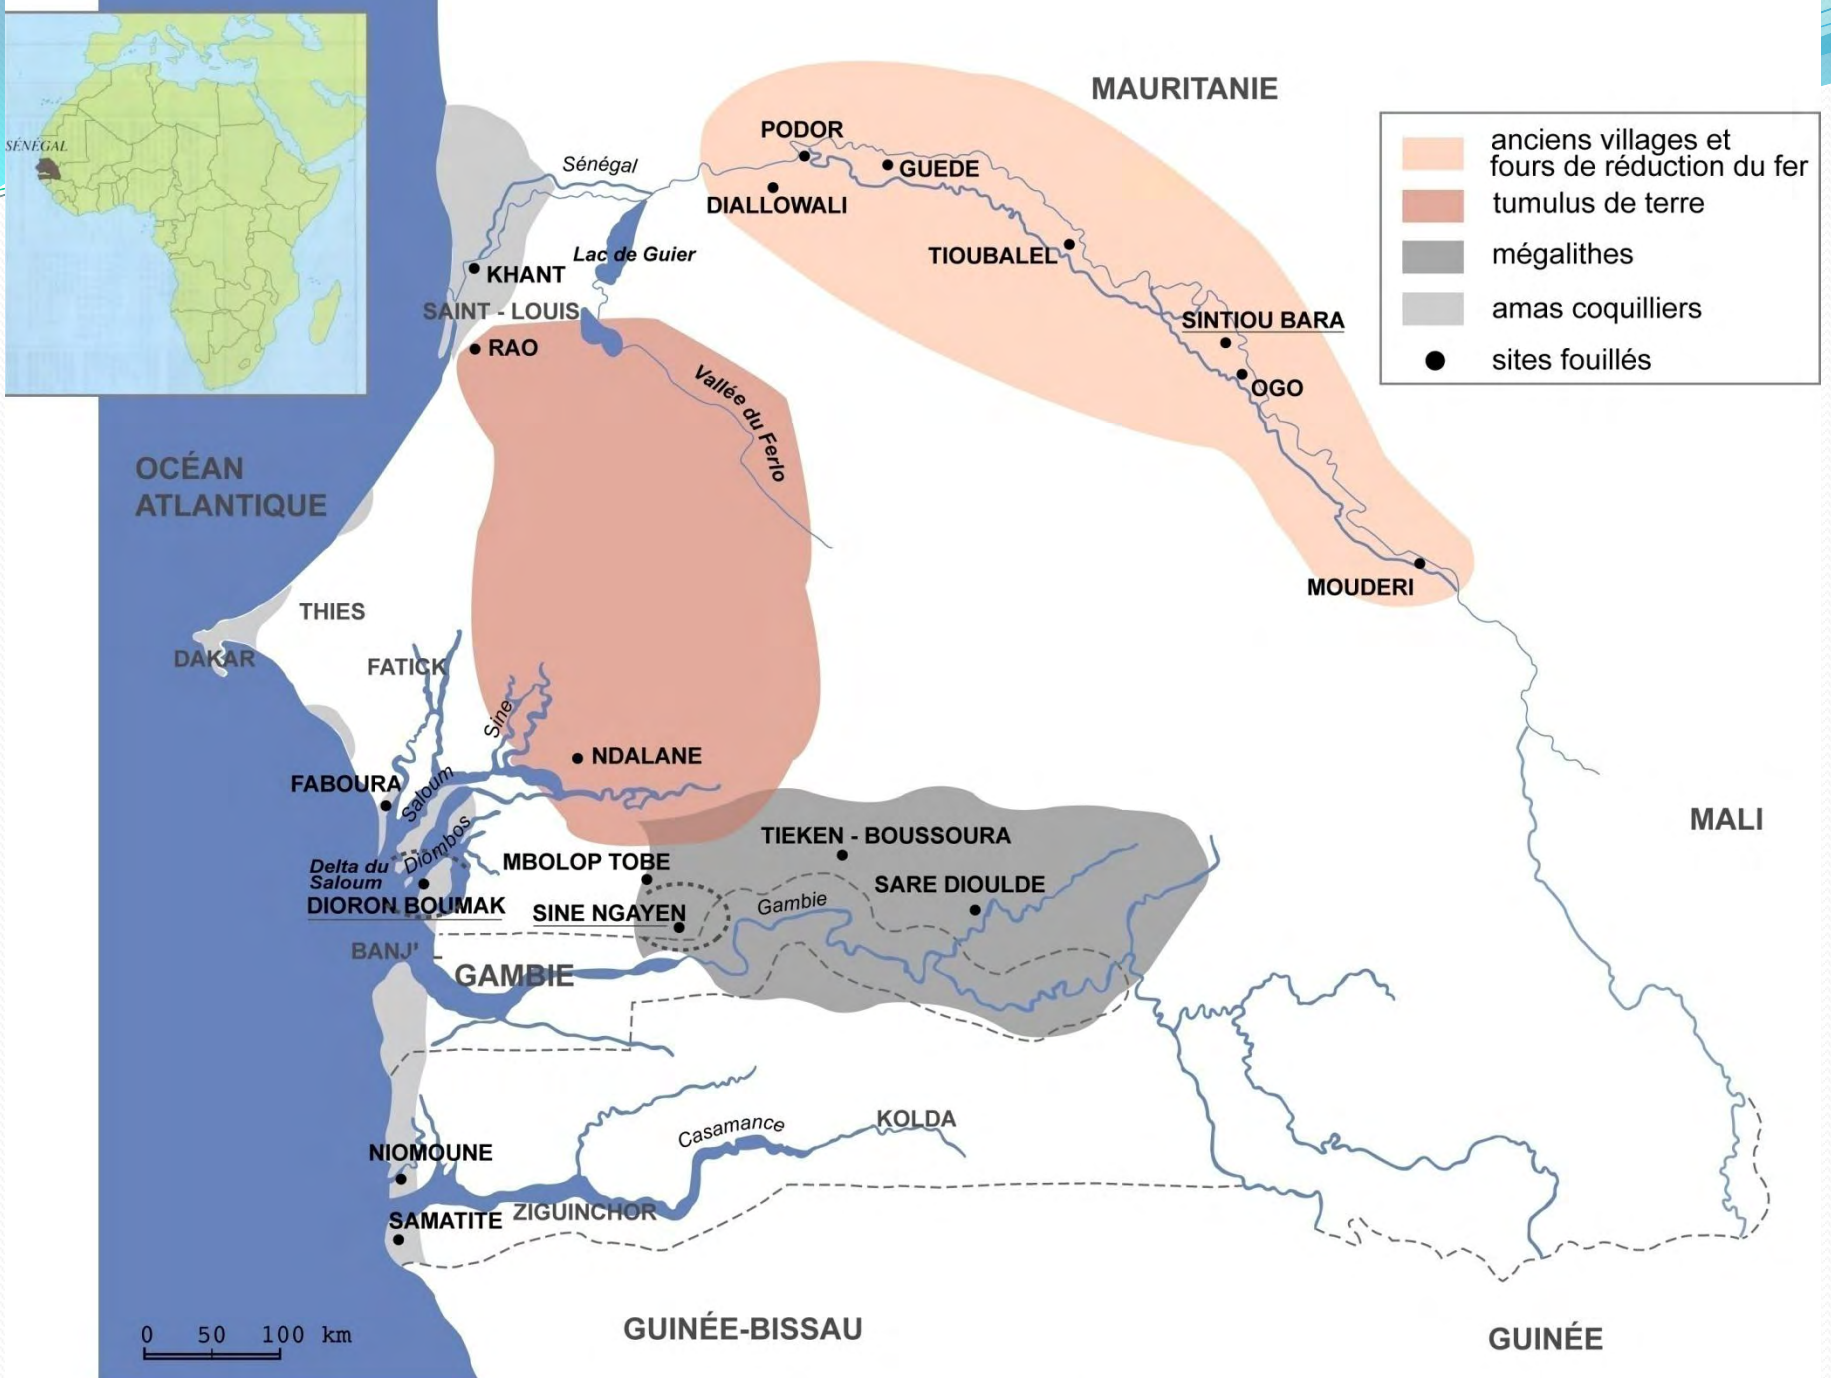 SÉNÉGAL
MAURITANIE
anciens villages et
fours de réduction du fer
tumulus de terre
mégalithes
amas coquilliers
sites fouillés
PODOR
GUEDE
DIALLOWALI
TIOUBALEL
SINTIOU BARA
OGO
MOUDERI
Sénégal
Lac de Guier
KHANT
SAINT - LOUIS
RAO
Vallée du Ferlo
OCÉAN
ATLANTIQUE
THIES
DAKAR
FATICK
Sine
NDALANE
FABOURA
Saloum
Diombos
Delta du
Saloum
DIORON BOUMAK
MBOLOP TOBE
TIEKEN - BOUSSOURA
SARE DIOULDE
SINE NGAYEN
Gambie
MALI
BANJ' L
GAMBIE
NIOMOUNE
Casamance
KOLDA
SAMATITE
ZIGUINCHOR
GUINÉE-BISSAU
GUINÉE
0 50 100 km